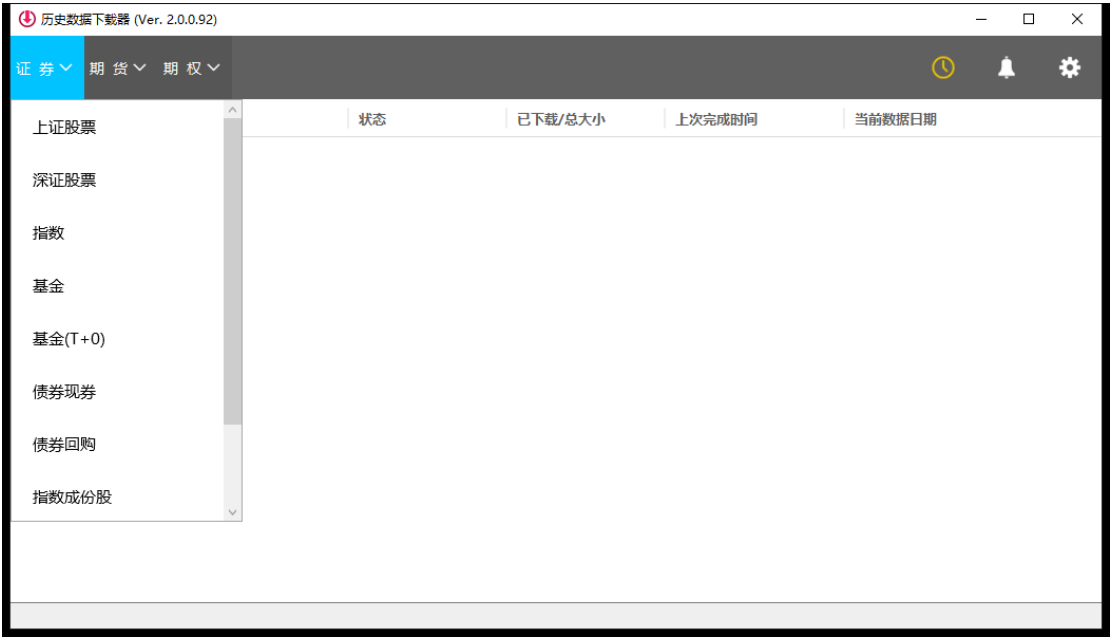 历史数据下载器 (Ver. 2.0.0.92)
证 券 期 货 期 权
状态 已下载/总大小 上次完成时间 当前数据日期
上证股票
深证股票
指数
基金
基金(T+0)
债券现券
债券回购
指数成份股